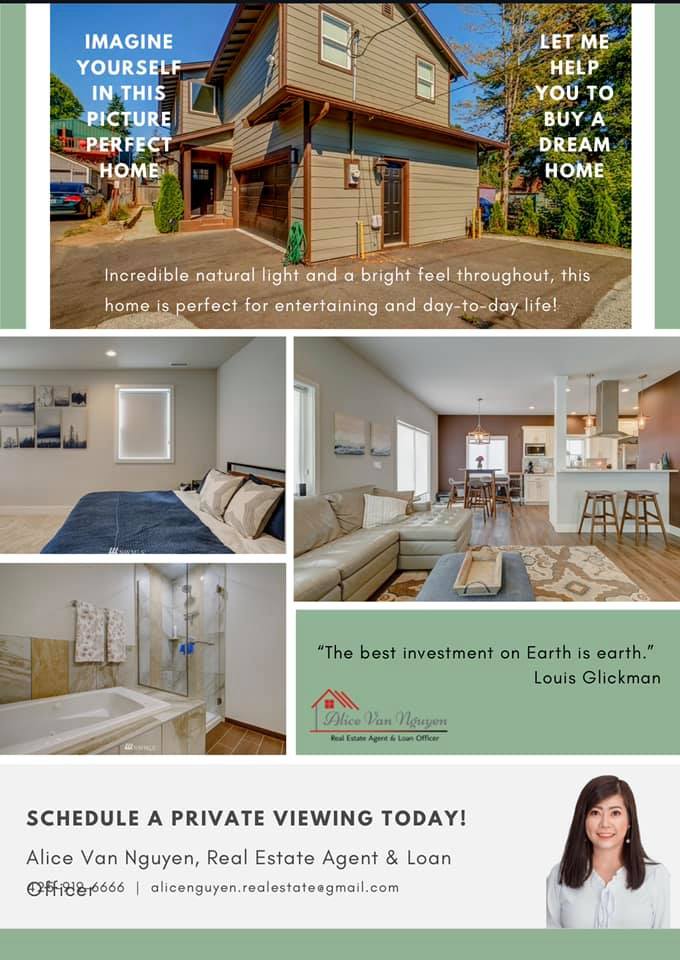 IMAGINE
YOURSELF
IN THIS
PICTURE
PERFECT
HOME
LET ME
HELP
YOU TO
BUY A
DREAM
HOME
Incredible natural light and a bright feel throughout, this
home is perfect for entertaining and day-to-day life!
NWMLS
NWMLS
“The best investment on Earth is earth.”
Louis Glickman
Alice Van Nguyen
Real Estate Agent & Loan Officer
SCHEDULE A PRIVATE VIEWING TODAY!
Alice Van Nguyen, Real Estate Agent & Loan
Officer
6666 | alicenguyen.realestate@gmail.com